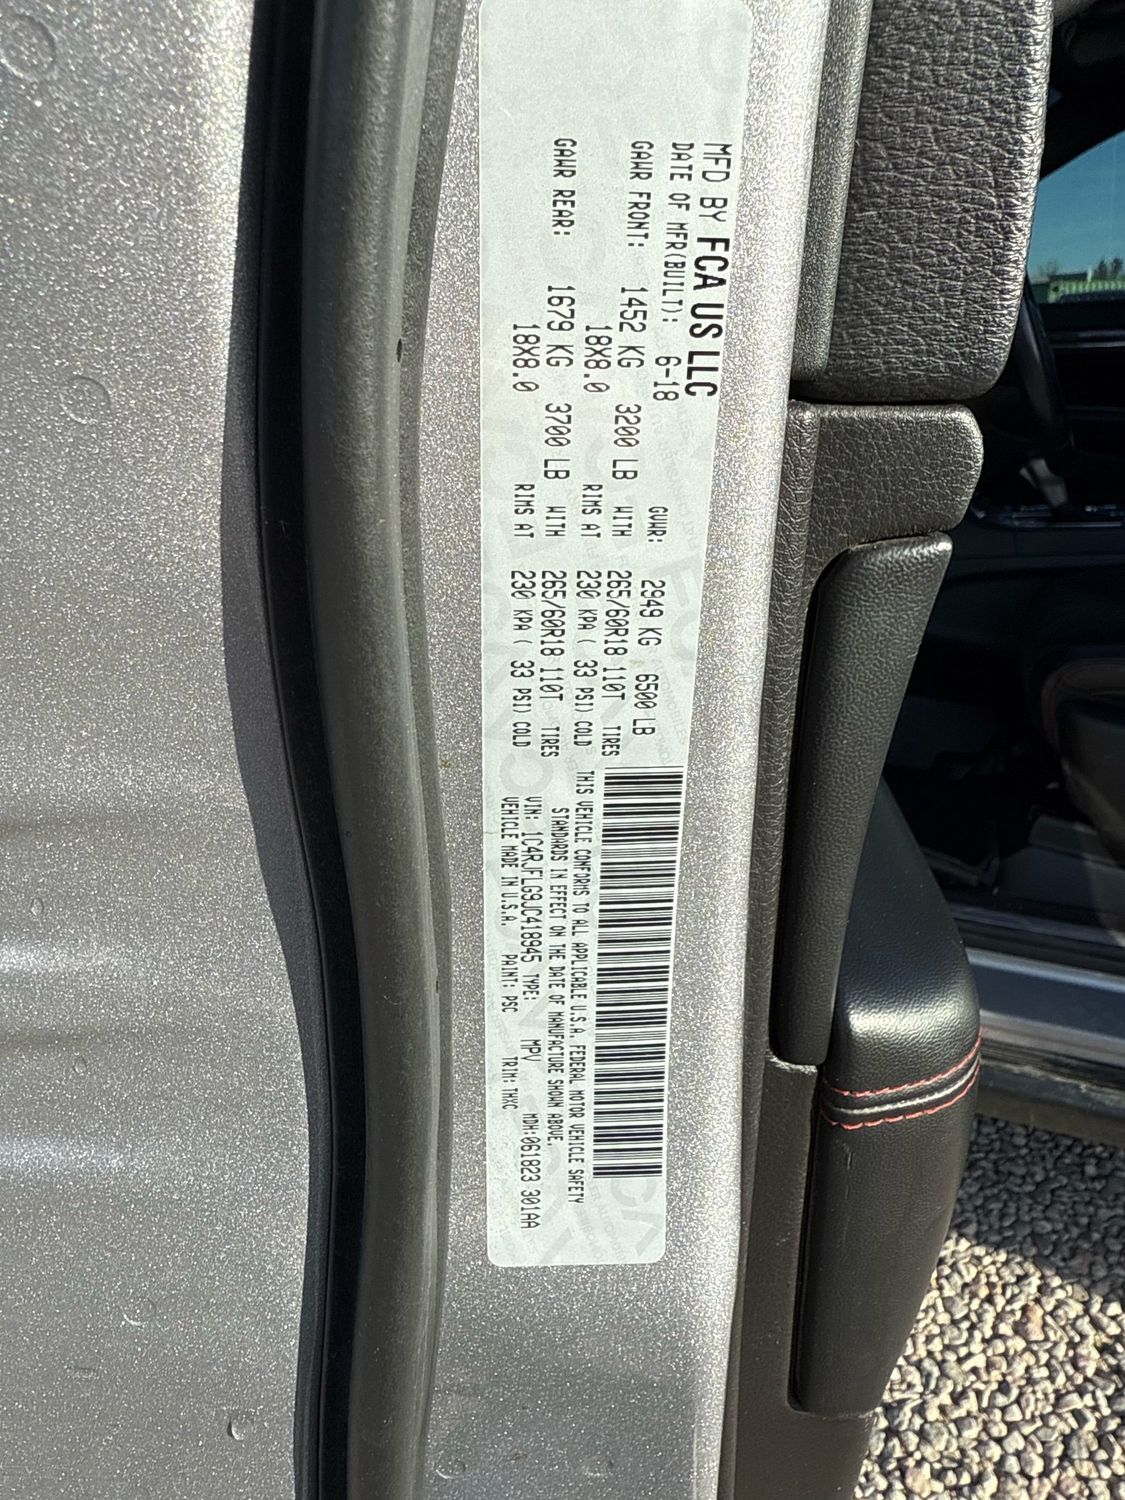 MFD BY FCA US LLC
DATE OF MFR(BUILT): 6-18 GVWR: 2949 KG 6500 LB
GAWR FRONT: 1452 KG 3200 LB WITH 265/60R18 110T TIRES
18X8.0 RIMS AT 230 KPA ( 33 PSI) COLD
GAWR REAR: 1679 KG 3700 LB WITH 265/60R18 110T TIRES
18X8.0 RIMS AT 230 KPA ( 33 PSI) COLD
THIS VEHICLE CONFORMS TO ALL APPLICABLE U.S.A. FEDERAL MOTOR VEHICLE SAFETY
STANDARDS IN EFFECT ON THE DATE OF MANUFACTURE SHOWN ABOVE.
VIN: 1C4RJFLG9JC418945 TYPE: MPV MDH:061823 301AA
VEHICLE MADE IN U.S.A. PAINT: PSC TRIM: THXC